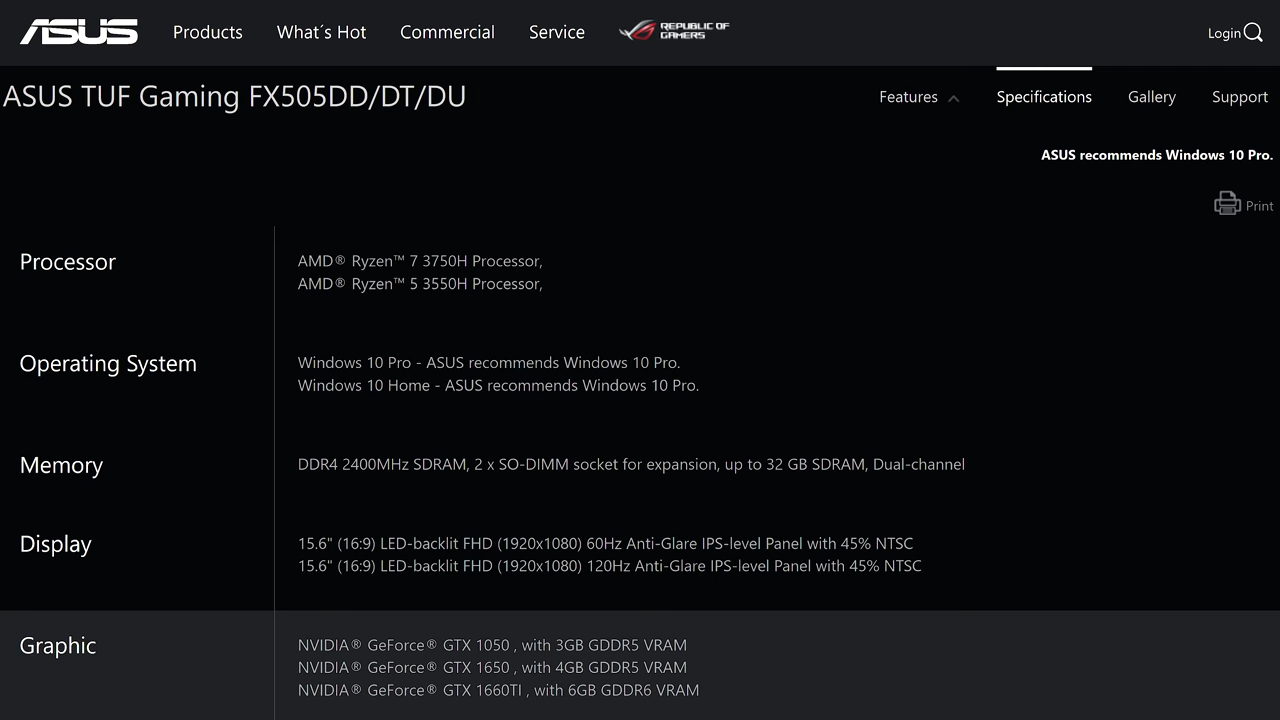 ASUS Products What´s Hot Commercial Service REPUBLIC OF GAMERS Login
ASUS TUF Gaming FX505DD/DT/DU Features Specifications Gallery Support
ASUS recommends Windows 10 Pro.
Print
Processor
AMD® Ryzen™ 7 3750H Processor,
AMD® Ryzen™ 5 3550H Processor,
Operating System
Windows 10 Pro - ASUS recommends Windows 10 Pro.
Windows 10 Home - ASUS recommends Windows 10 Pro.
Memory
DDR4 2400MHz SDRAM, 2 x SO-DIMM socket for expansion, up to 32 GB SDRAM, Dual-channel
Display
15.6" (16:9) LED-backlit FHD (1920x1080) 60Hz Anti-Glare IPS-level Panel with 45% NTSC
15.6" (16:9) LED-backlit FHD (1920x1080) 120Hz Anti-Glare IPS-level Panel with 45% NTSC
Graphic
NVIDIA® GeForce® GTX 1050 , with 3GB GDDR5 VRAM
NVIDIA® GeForce® GTX 1650 , with 4GB GDDR5 VRAM
NVIDIA® GeForce® GTX 1660TI , with 6GB GDDR6 VRAM